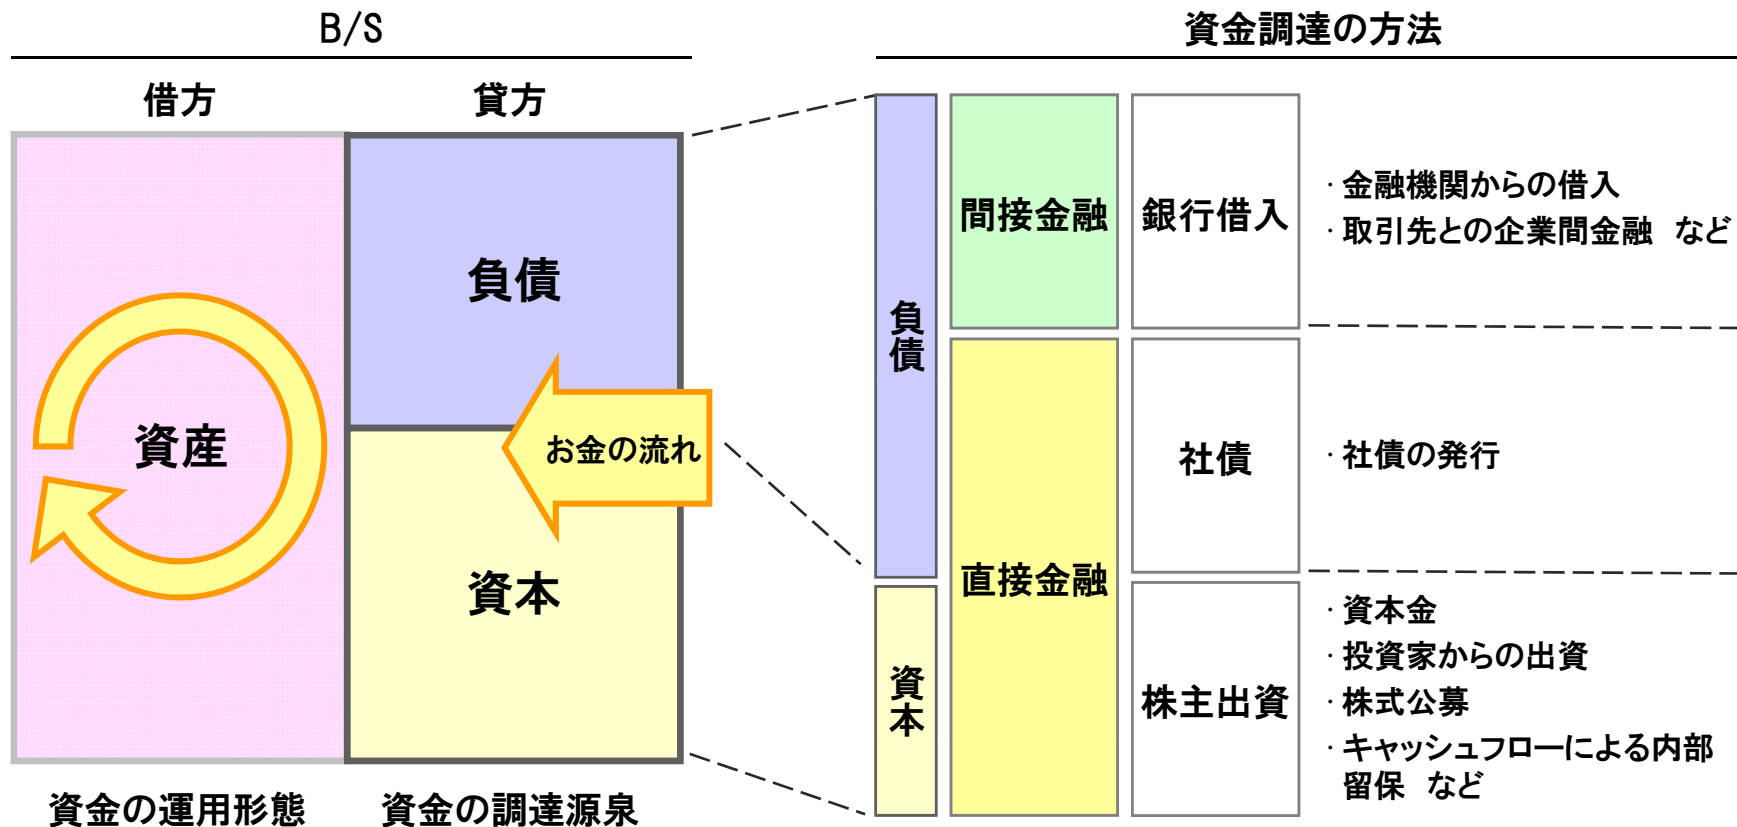 B/S
借方
貸方
負債
資産
お金の流れ
資本
資金の運用形態
資金の調達源泉
資金調達の方法
負債
資本
間接金融
直接金融
銀行借入
・金融機関からの借入
・取引先との企業間金融　など
社債
・社債の発行
株主出資
・資本金
・投資家からの出資
・株式公募
・キャッシュフローによる内部
留保　など